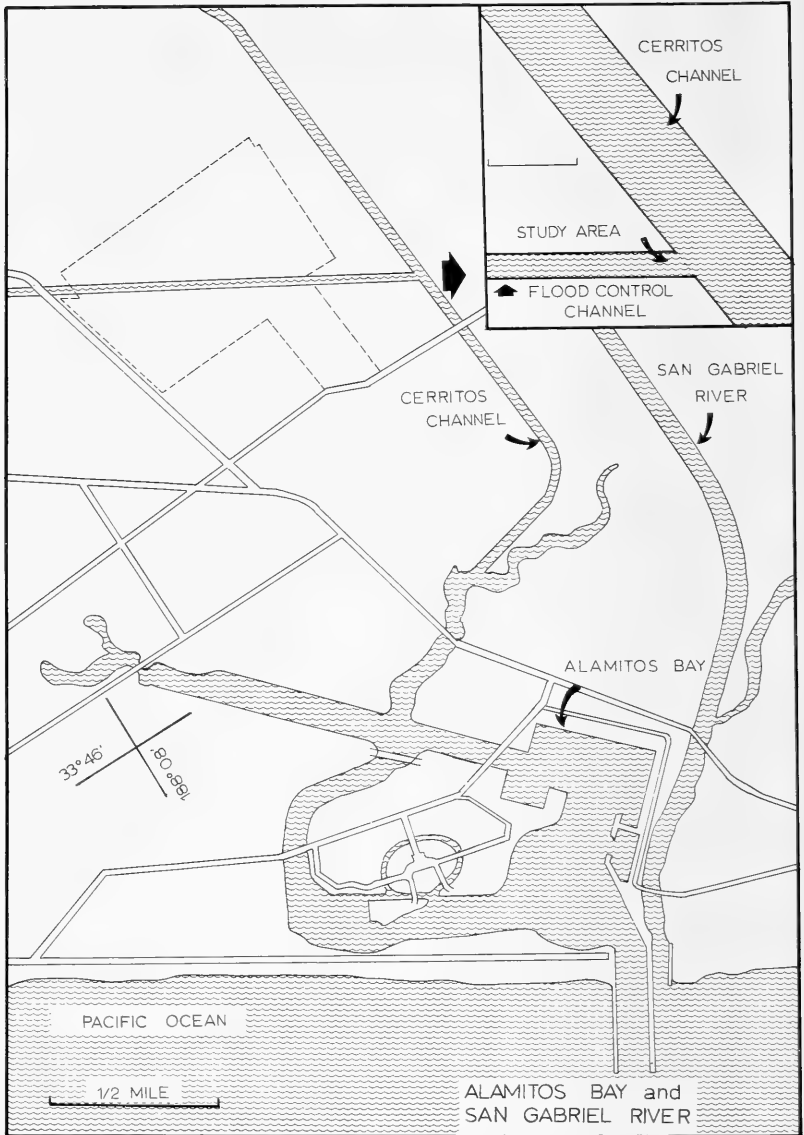 CERRITOS
CHANNEL
STUDY AREA
FLOOD CONTROL
CHANNEL
SAN GABRIEL
RIVER
CERRITOS
CHANNEL
ALAMITOS BAY
33°46'
188°08'
PACIFIC OCEAN
1/2 MILE
ALAMITOS BAY and
SAN GABRIEL RIVER